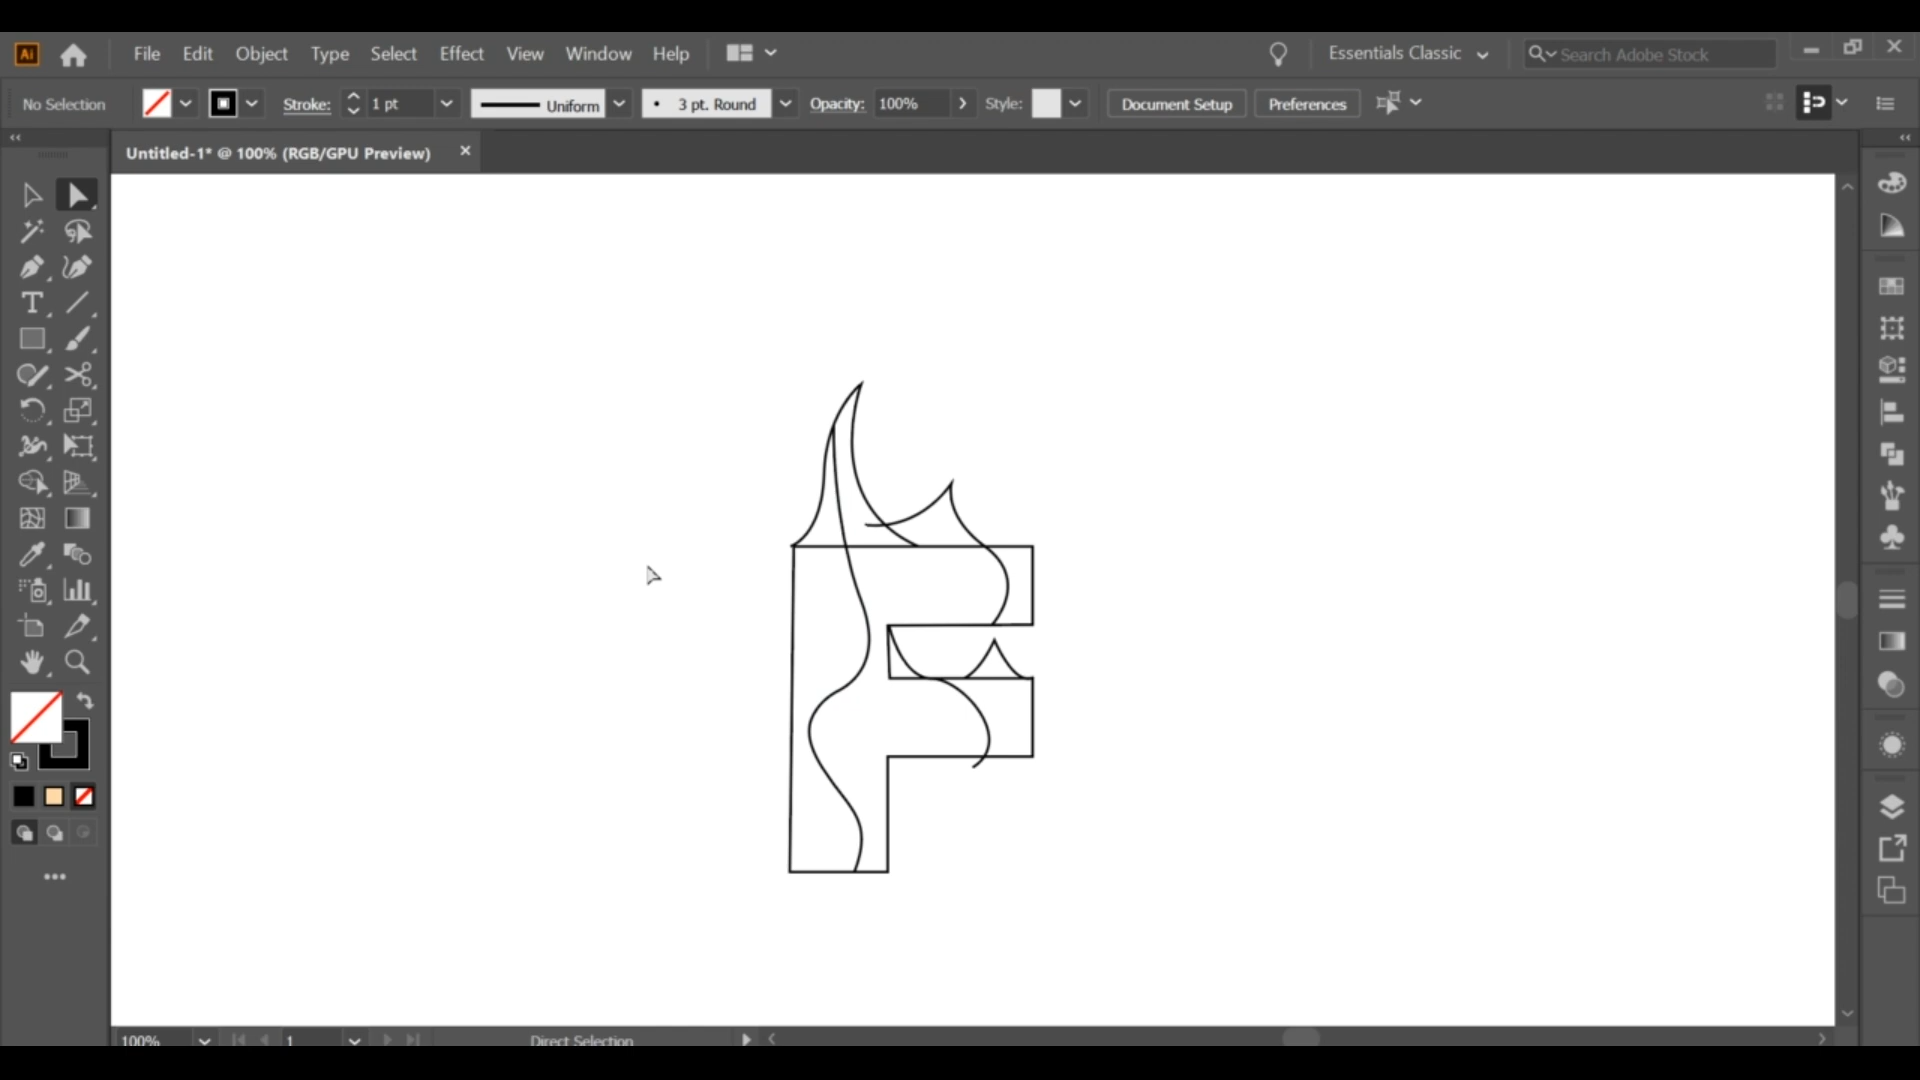 Ai File Edit Object Type Select Effect View Window Help Essentials Classic Search Adobe Stock
No Selection Stroke: 1 pt Uniform 3 pt. Round Opacity: 100% Style: Document Setup Preferences
Untitled-1* @ 100% (RGB/GPU Preview)
100% 1 Direct Selection